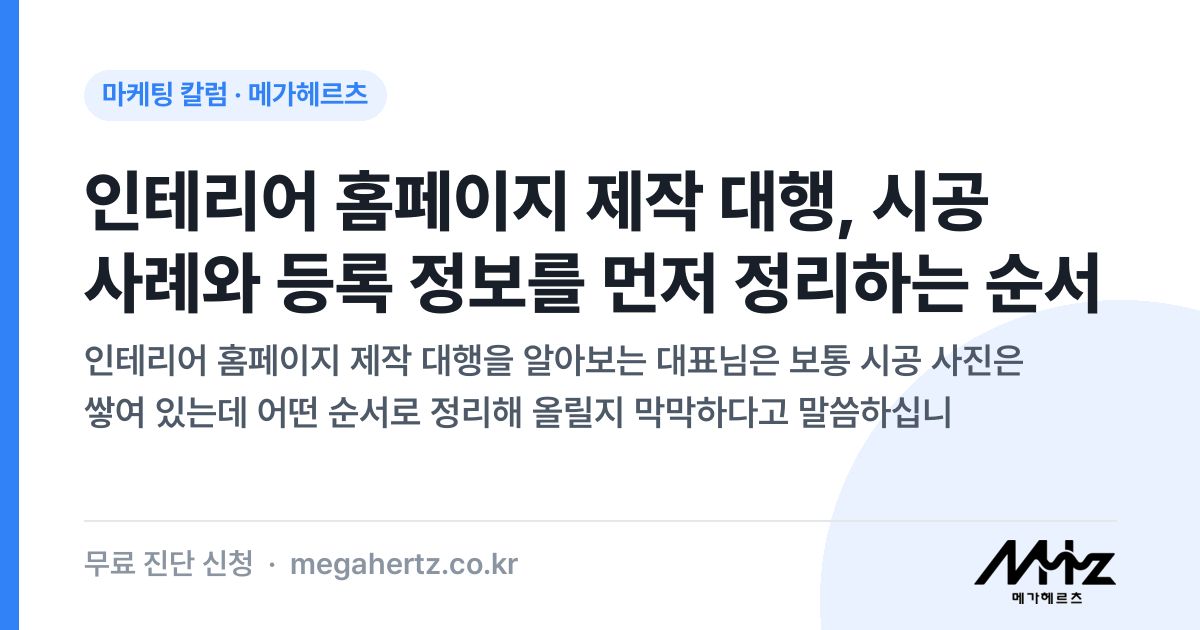 마케팅 칼럼 · 메가헤르츠
인테리어 홈페이지 제작 대행, 시공
사례와 등록 정보를 먼저 정리하는 순서
인테리어 홈페이지 제작 대행을 알아보는 대표님은 보통 시공 사진은
쌓여 있는데 어떤 순서로 정리해 올릴지 막막하다고 말씀하십니
무료 진단 신청 · megahertz.co.kr
MHz
메가헤르츠